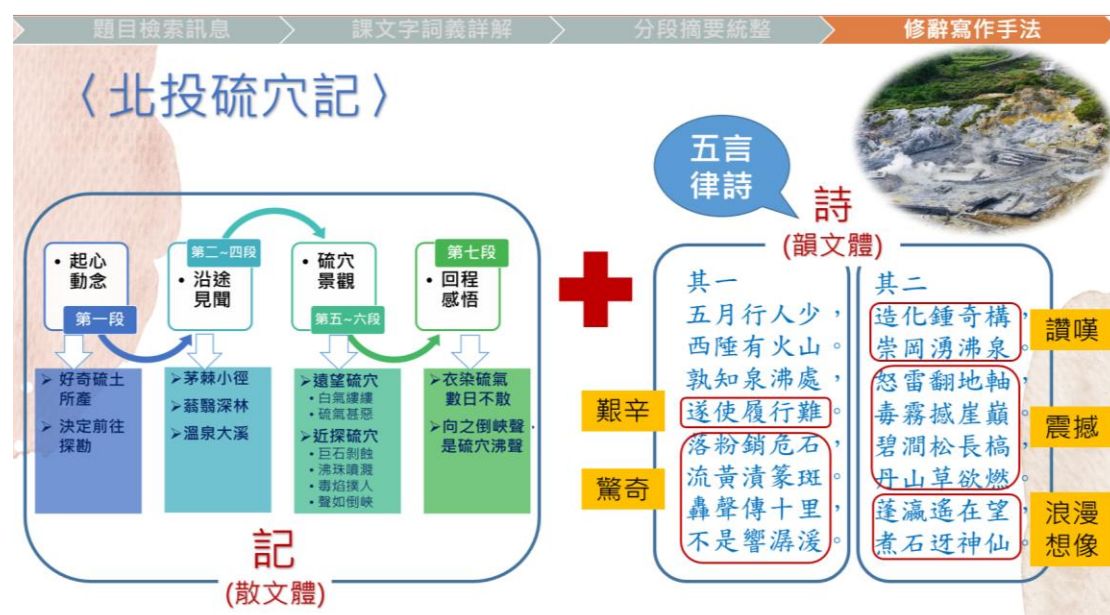 題目檢索訊息
課文字詞義詳解
分段摘要統整
修辭寫作手法
〈北投硫穴記〉
• 起心
動念
第一段
第二~四段
• 沿途
見聞
• 硫穴
景觀
第五~六段
第七段
• 回程
感悟
➢ 好奇硫土
所產
➢ 決定前往
探勘
➢ 茅棘小徑
➢ 蓊翳深林
➢ 溫泉大溪
➢ 遠望硫穴
• 白氣縷縷
• 硫氣甚惡
➢ 近探硫穴
• 巨石剝蝕
• 沸珠噴濺
• 毒焰撲人
• 聲如倒峽
➢ 衣染硫氣
數日不散
➢ 向之倒峽聲
是硫穴沸聲
記
(散文體)
五言
律詩
詩
(韻文體)
其一
五月行人少，
西陲有火山。
孰知泉沸處，
遂使履行難。
落粉銷危石，
流黃漬篆斑。
轟聲傳十里，
不是響潺湲。
艱辛
驚奇
其二
造化鍾奇構，
崇岡湧沸泉。
怒雷翻地軸，
毒霧撼崖巔。
碧澗松長槁，
丹山草欲燃。
蓬瀛遙在望，
煮石迓神仙。
讚嘆
震撼
浪漫
想像